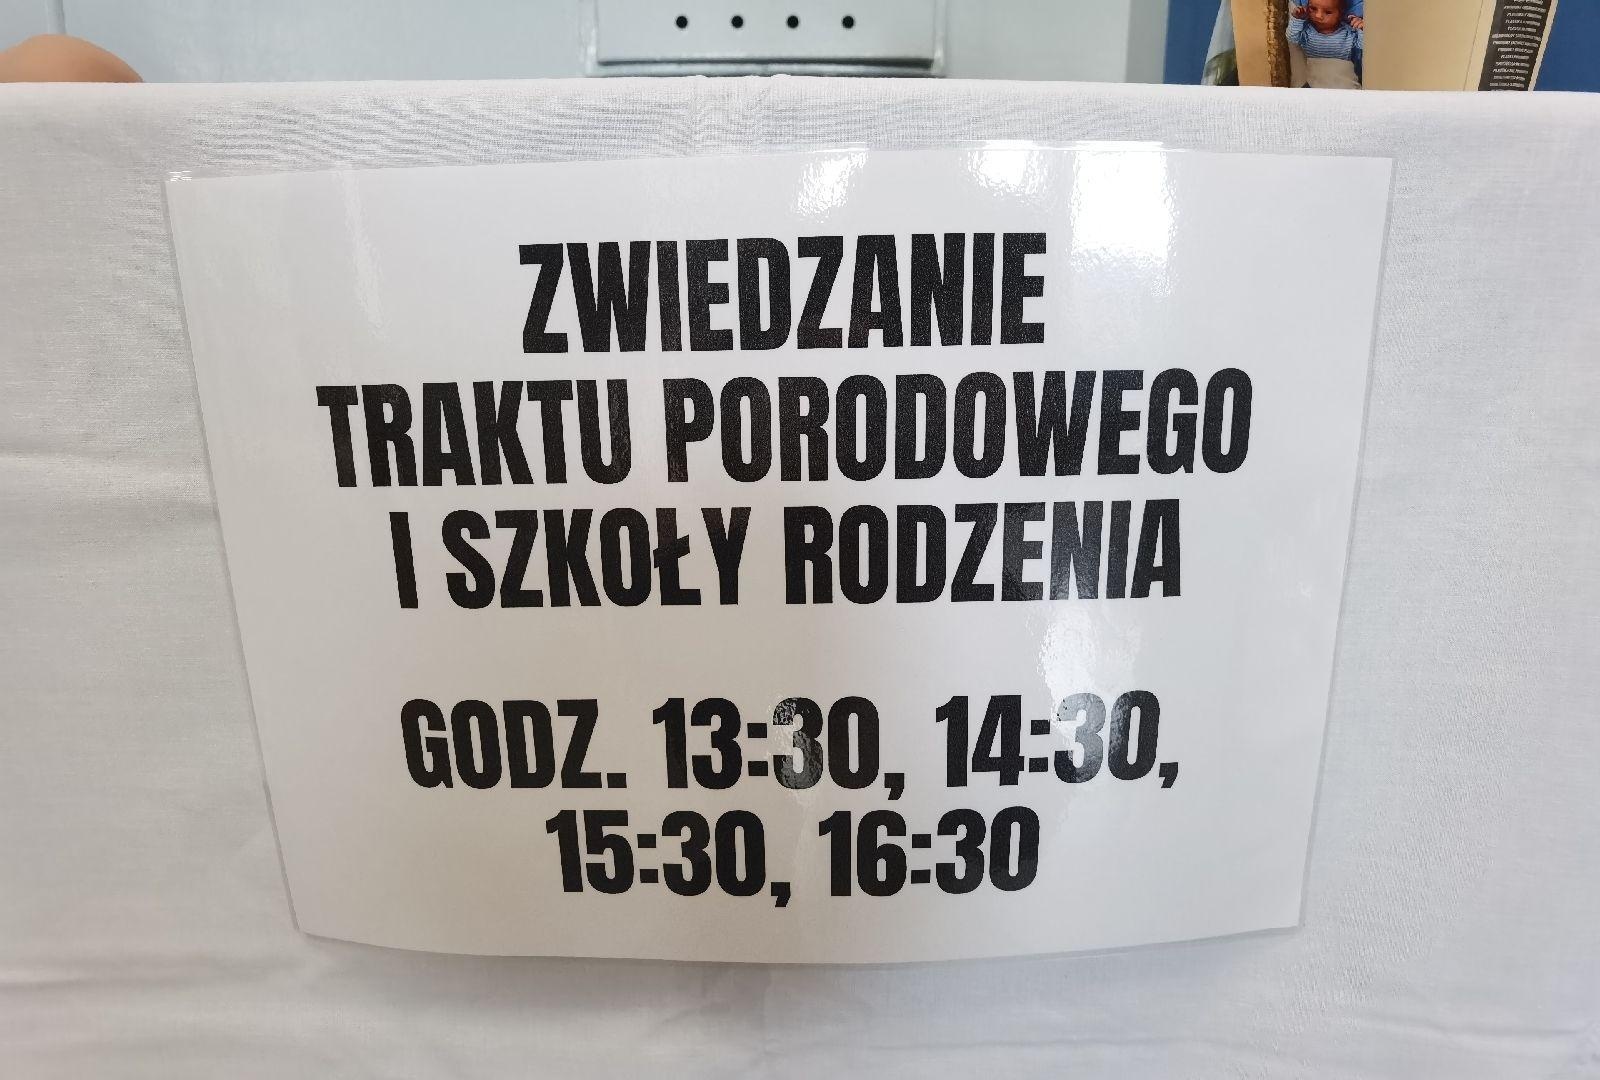 ZWIEDZANIE
TRAKTU PORODOWEGO
I SZKOŁY RODZENIA
GODZ. 13:30, 14:30,
15:30, 16:30